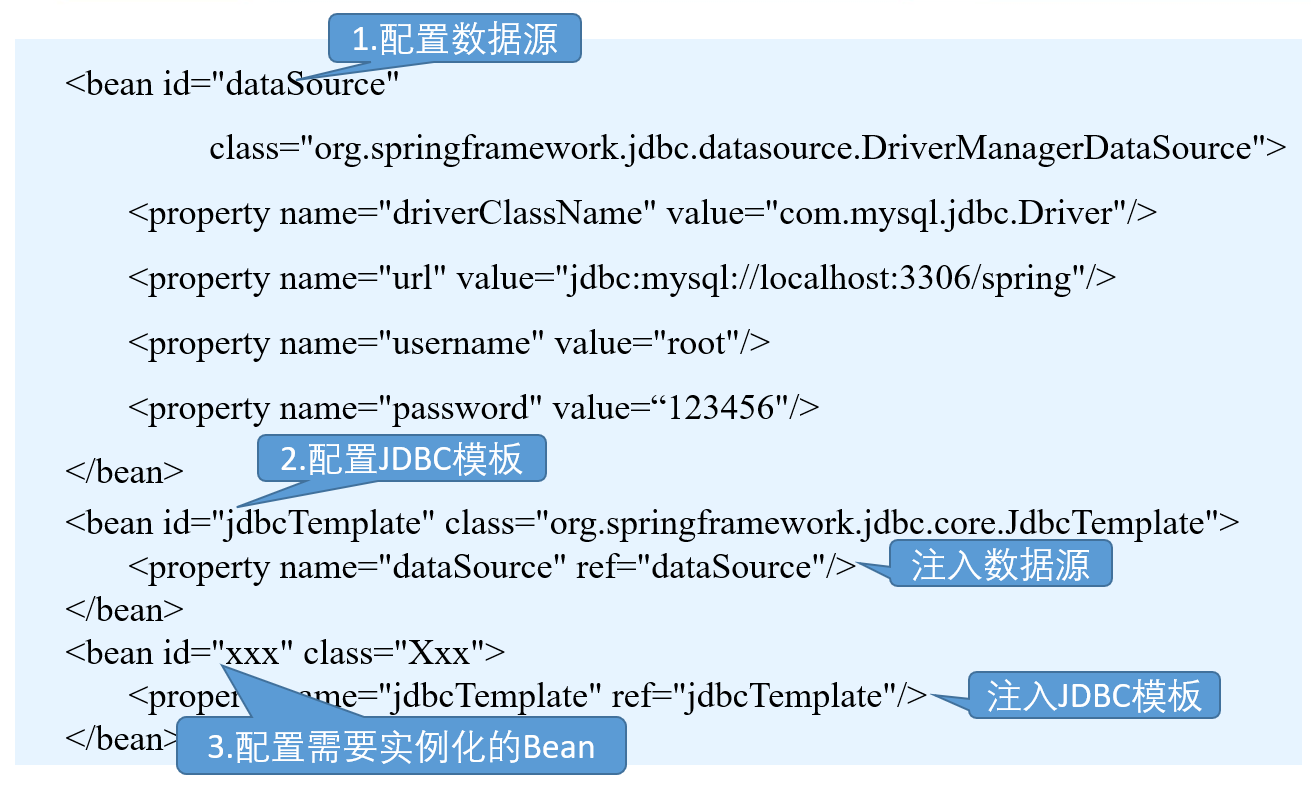 1.配置数据源
<bean id="dataSource"
class="org.springframework.jdbc.datasource.DriverManagerDataSource">
<property name="driverClassName" value="com.mysql.jdbc.Driver"/>
<property name="url" value="jdbc:mysql://localhost:3306/spring"/>
<property name="username" value="root"/>
<property name="password" value=“123456"/>
</bean>
2.配置JDBC模板
<bean id="jdbcTemplate" class="org.springframework.jdbc.core.JdbcTemplate">
<property name="dataSource" ref="dataSource"/>
注入数据源
</bean>
<bean id="xxx" class="Xxx">
<property name="jdbcTemplate" ref="jdbcTemplate"/>
注入JDBC模板
</bean>
3.配置需要实例化的Bean